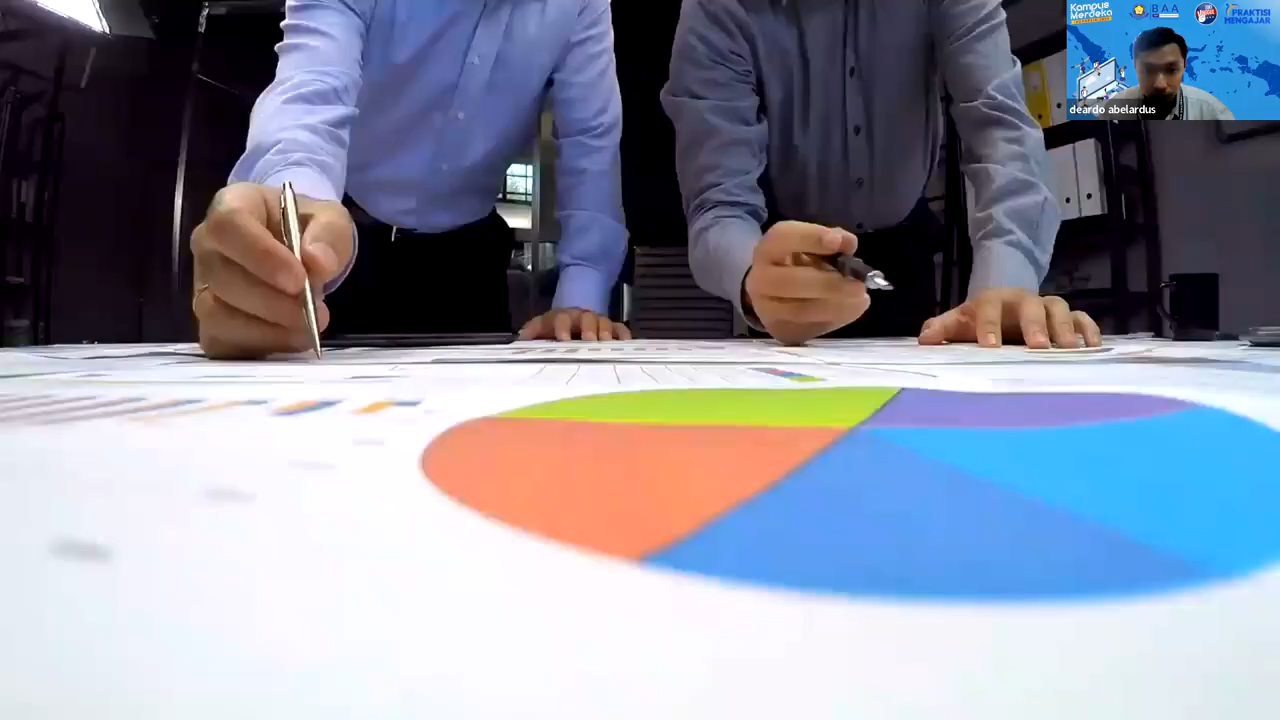 Kampus
Merdeka
BAA
PRAKTISI
MENGAJAR
deardo abelardus